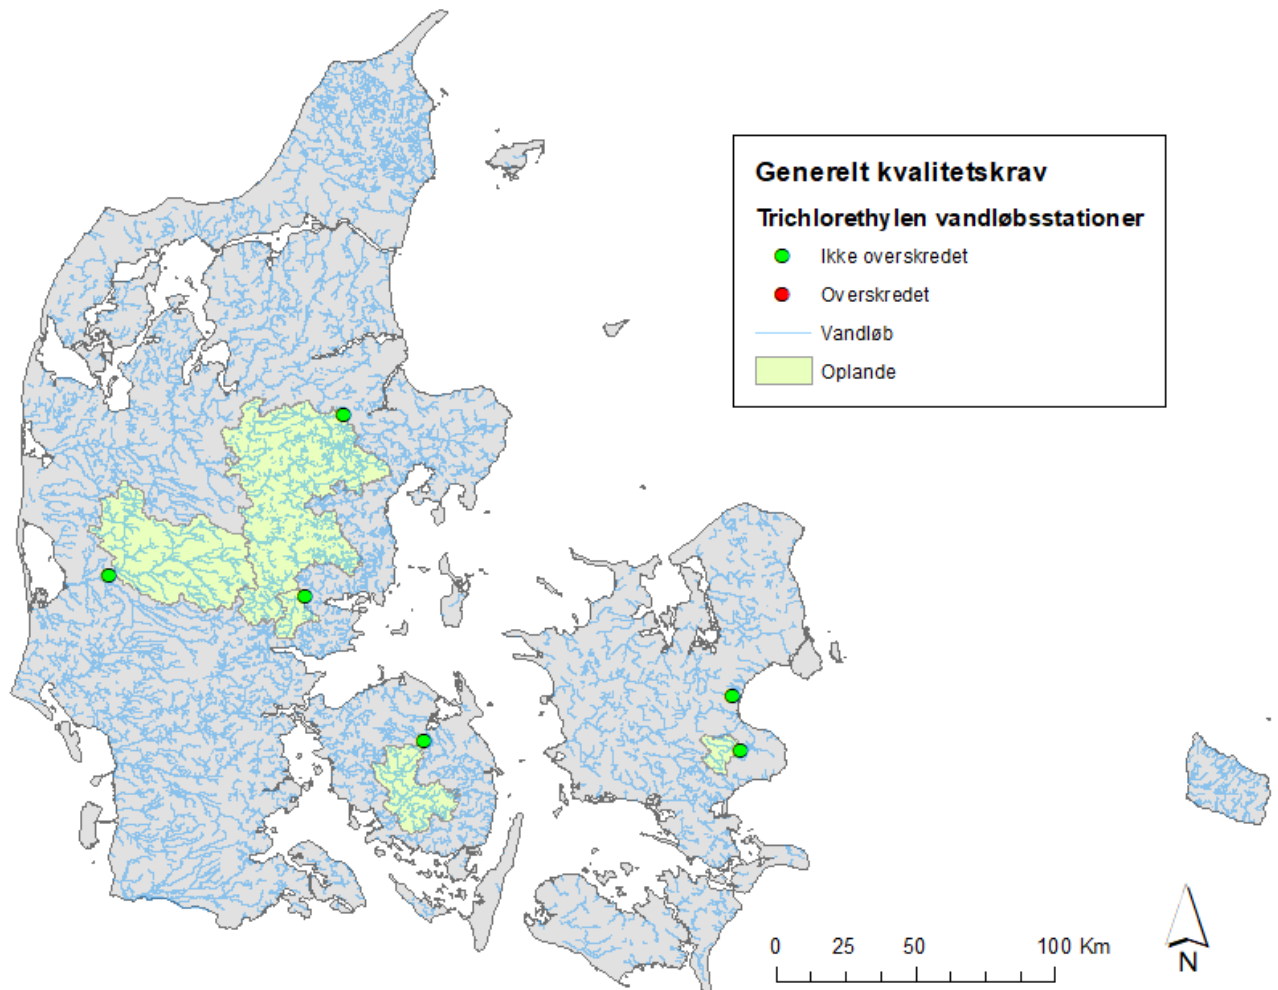 Generelt kvalitetskrav
Trichlorethylen vandløbsstationer
Ikke overskredet
Overskredet
Vandløb
Oplande
0 25 50 100 Km
N